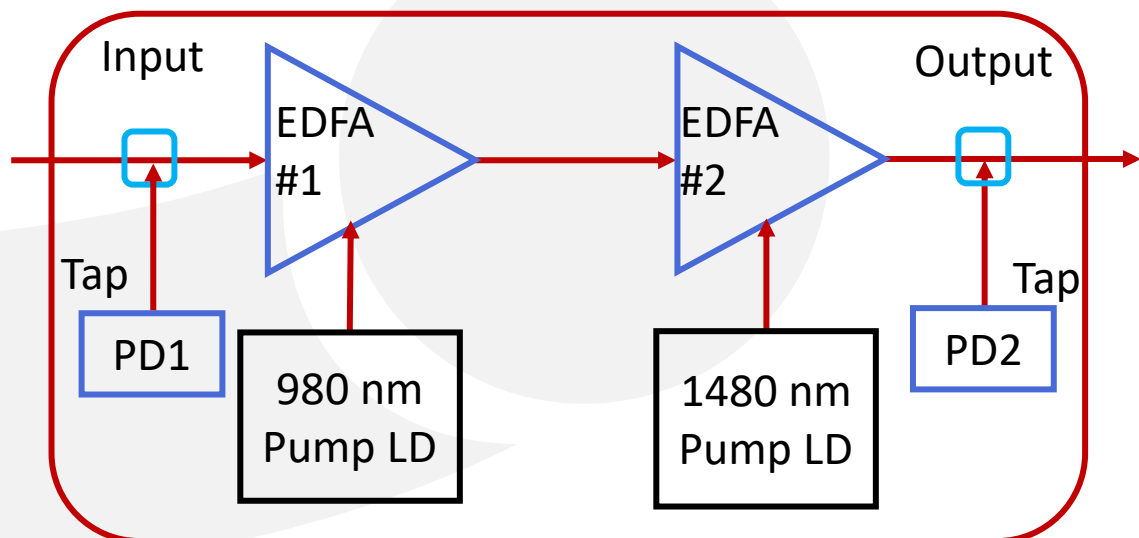 Input
Output
EDFA
#1
EDFA
#2
Tap
Tap
PD1
PD2
980 nm
Pump LD
1480 nm
Pump LD